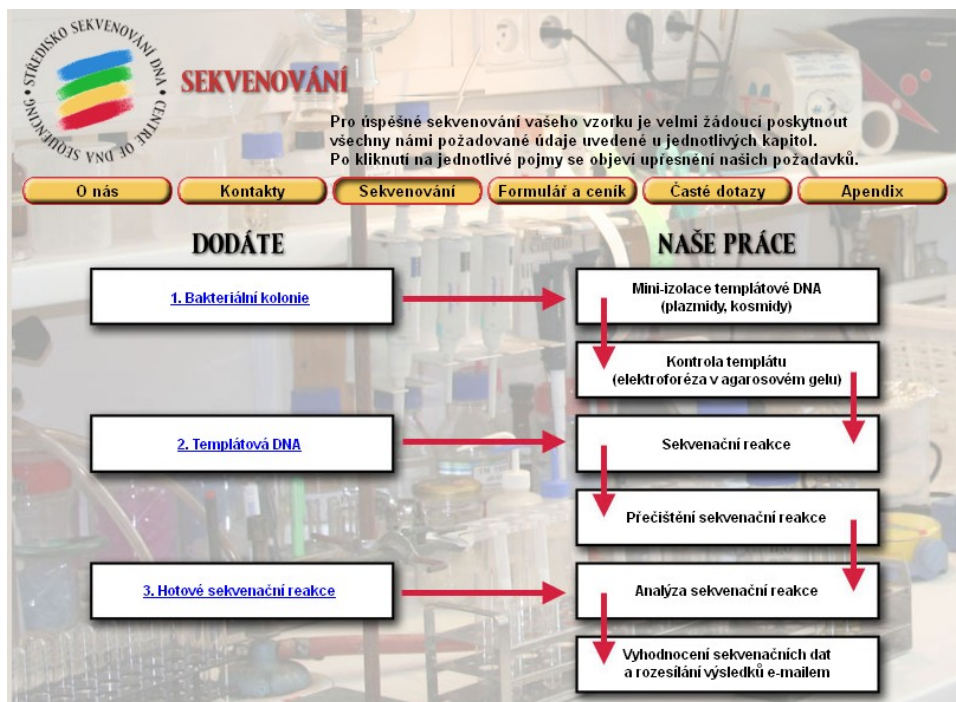 STŘEDISKO SEKVENOVÁNÍ DNA • CENTRE OF DNA SEQUENCING •
SEKVENOVÁNÍ
Pro úspěšné sekvenování vašeho vzorku je velmi žádoucí poskytnout
všechny námi požadované údaje uvedené u jednotlivých kapitol.
Po kliknutí na jednotlivé pojmy se objeví upřesnění našich požadavků.
O nás
Kontakty
Sekvenování
Formulář a ceník
Časté dotazy
Apendix
DODÁTE
NAŠE PRÁCE
1. Bakteriální kolonie
Mini-izolace templátové DNA
(plazmidy, kosmidy)
Kontrola templátu
(elektroforéza v agarosovém gelu)
2. Templátová DNA
Sekvenační reakce
Přečištění sekvenační reakce
3. Hotové sekvenační reakce
Analýza sekvenační reakce
Vyhodnocení sekvenačních dat
a rozesílání výsledků e-mailem